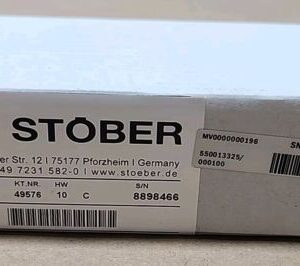 STÖBER
er Str. 12 | 75177 Pforzheim | Germany
49 7231 582-0 | www.stoeber.de
KT.NR. HW S/N
49576 10 C 8898466
MV0000000196 SN
550013325/
000100